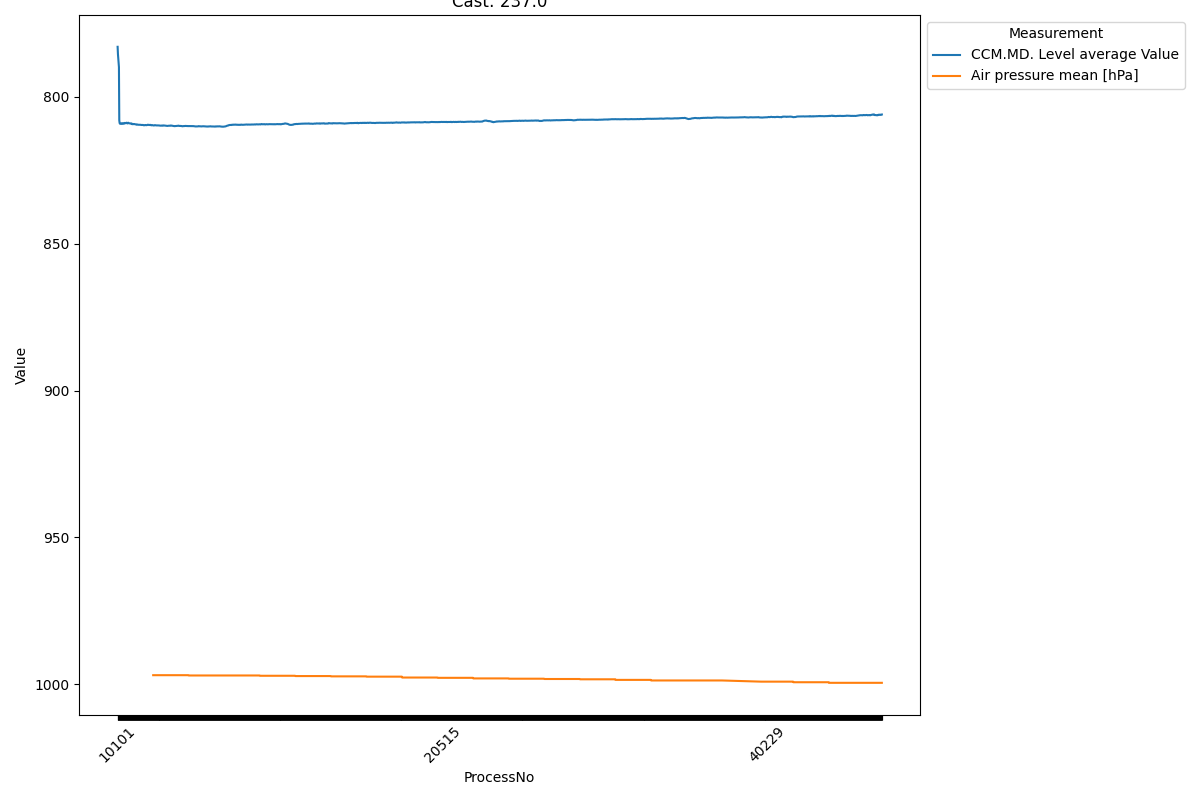 Cast: 237.0
Measurement
CCM.MD. Level average Value
Air pressure mean [hPa]
800
850
900
950
1000
Value
10101
20515
40229
ProcessNo